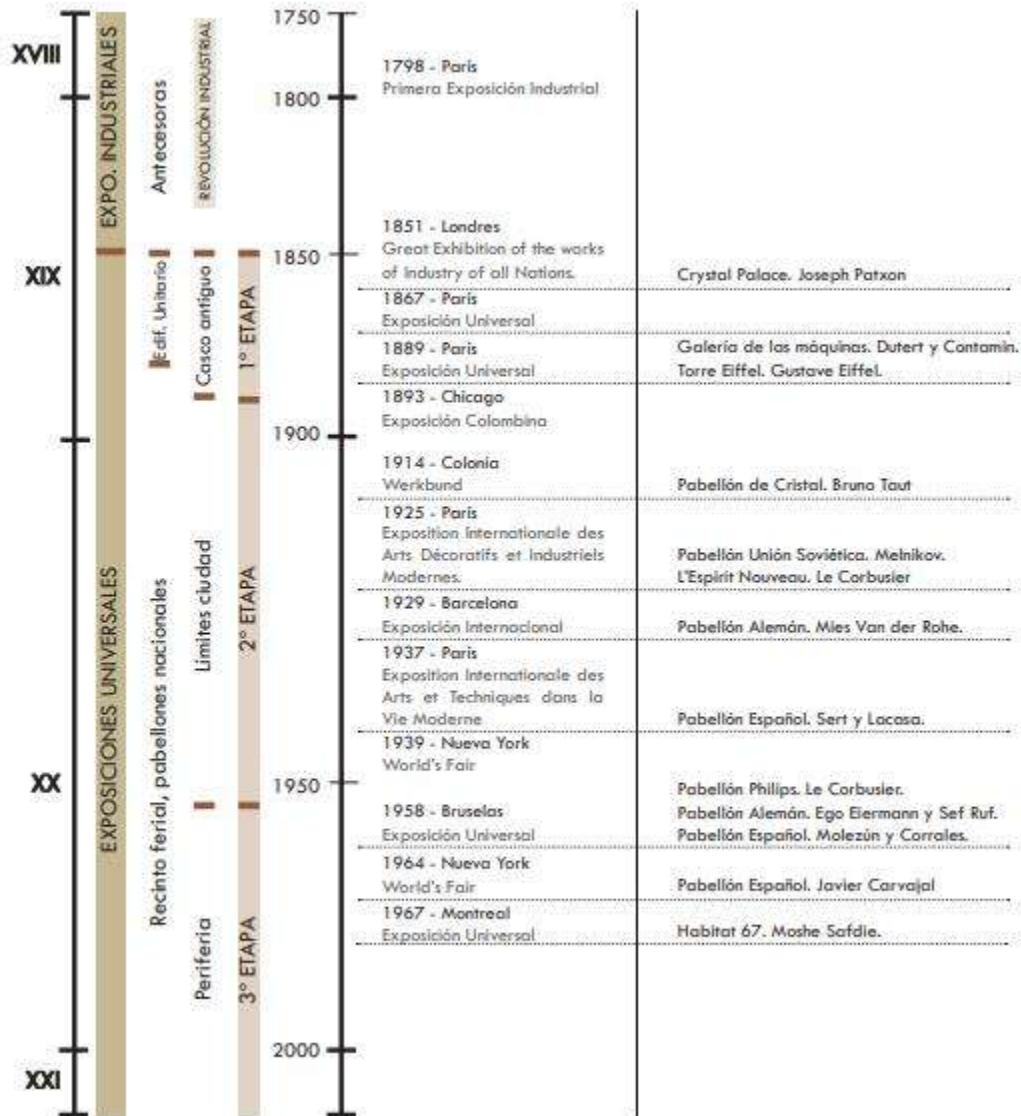 XVIII
XIX
XX
XXI
EXPO. INDUSTRIALES
EXPOSICIONES UNIVERSALES
Antecesoras
Edif. Unitario
Recinto ferial, pabellones nacionales
REVOLUCIÓN INDUSTRIAL
Casco antiguo
Límites ciudad
Periferia
1º ETAPA
2º ETAPA
3º ETAPA
1750
1800
1850
1900
1950
2000
1798 - París
Primera Exposición Industrial
1851 - Londres
Great Exhibition of the works
of Industry of all Nations.
Crystal Palace. Joseph Patxon
1867 - París
Exposición Universal
1889 - París
Exposición Universal
Galería de las máquinas. Dutert y Contamin.
Torre Eiffel. Gustave Eiffel.
1893 - Chicago
Exposición Colombina
1914 - Colonia
Werkbund
Pabellón de Cristal. Bruno Taut
1925 - París
Exposition Internationale des
Arts Décoratifs et Industriels
Modernes.
Pabellón Unión Soviética. Melnikov.
L'Espirit Nouveau. Le Corbusier
1929 - Barcelona
Exposición Internacional
Pabellón Alemán. Mies Van der Rohe.
1937 - París
Exposition Internationale des
Arts et Techniques dans la
Vie Moderne
Pabellón Español. Sert y Lacasa.
1939 - Nueva York
World's Fair
1958 - Bruselas
Exposición Universal
Pabellón Philips. Le Corbusier.
Pabellón Alemán. Ego Eiermann y Sef Ruf.
Pabellón Español. Molezún y Corrales.
1964 - Nueva York
World's Fair
Pabellón Español. Javier Carvajal
1967 - Montreal
Exposición Universal
Habitat 67. Moshe Safdie.